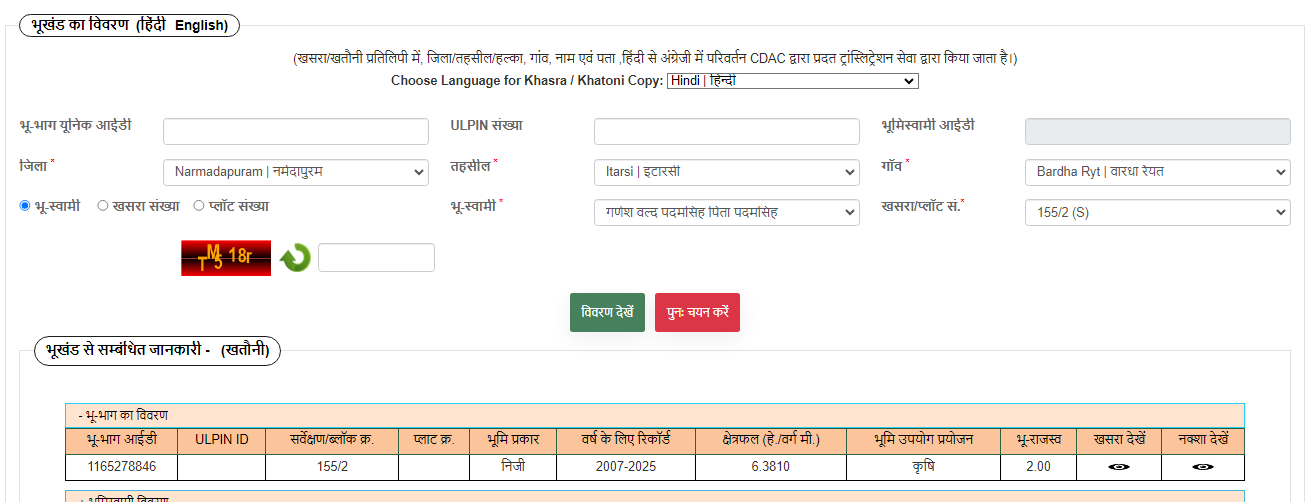 भूखंड का विवरण (हिंदी English)
(खसरा/खतौनी प्रतिलिपी में, जिला/तहसील/हल्का, गांव, नाम एवं पता ,हिंदी से अंग्रेजी में परिवर्तन CDAC द्वारा प्रदत ट्रांस्लिट्रेशन सेवा द्वारा किया जाता है।)
Choose Language for Khasra / Khatoni Copy: Hindi | हिन्दी
भू-भाग यूनिक आईडी ULPIN संख्या भूमिस्वामी आईडी
जिला * Narmadapuram | नर्मदापुरम तहसील * Itarsi | इटारसी गाँव * Bardha Ryt | वारधा रैयत
भू-स्वामी खसरा संख्या प्लॉट संख्या भू-स्वामी * गणेश वल्द पदमसिह पिता पदमसिह खसरा/प्लॉट सं.* 155/2 (S)
T M 5 18r
विवरण देखें पुनः चयन करें
भूखंड से सम्बंधित जानकारी - (खतौनी)
- भू-भाग का विवरण
भू-भाग आईडी ULPIN ID सर्वेक्षण/ब्लॉक क्र. प्लाट क्र. भूमि प्रकार वर्ष के लिए रिकॉर्ड क्षेत्रफल (हे./वर्ग मी.) भूमि उपयोग प्रयोजन भू-राजस्व खसरा देखें नक्शा देखें
1165278846 155/2 निजी 2007-2025 6.3810 कृषि 2.00